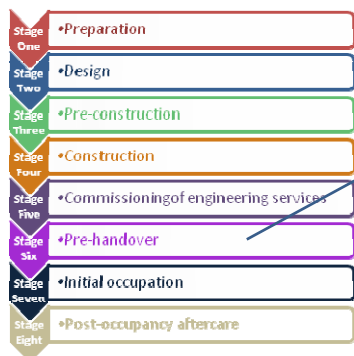 Stage One
•Preparation
Stage Two
•Design
Stage Three
•Pre-construction
Stage Four
•Construction
Stage Five
•Commissioningof engineering services
Stage Six
•Pre-handover
Stage Seven
•Initial occupation
Stage Eight
•Post-occupancy aftercare